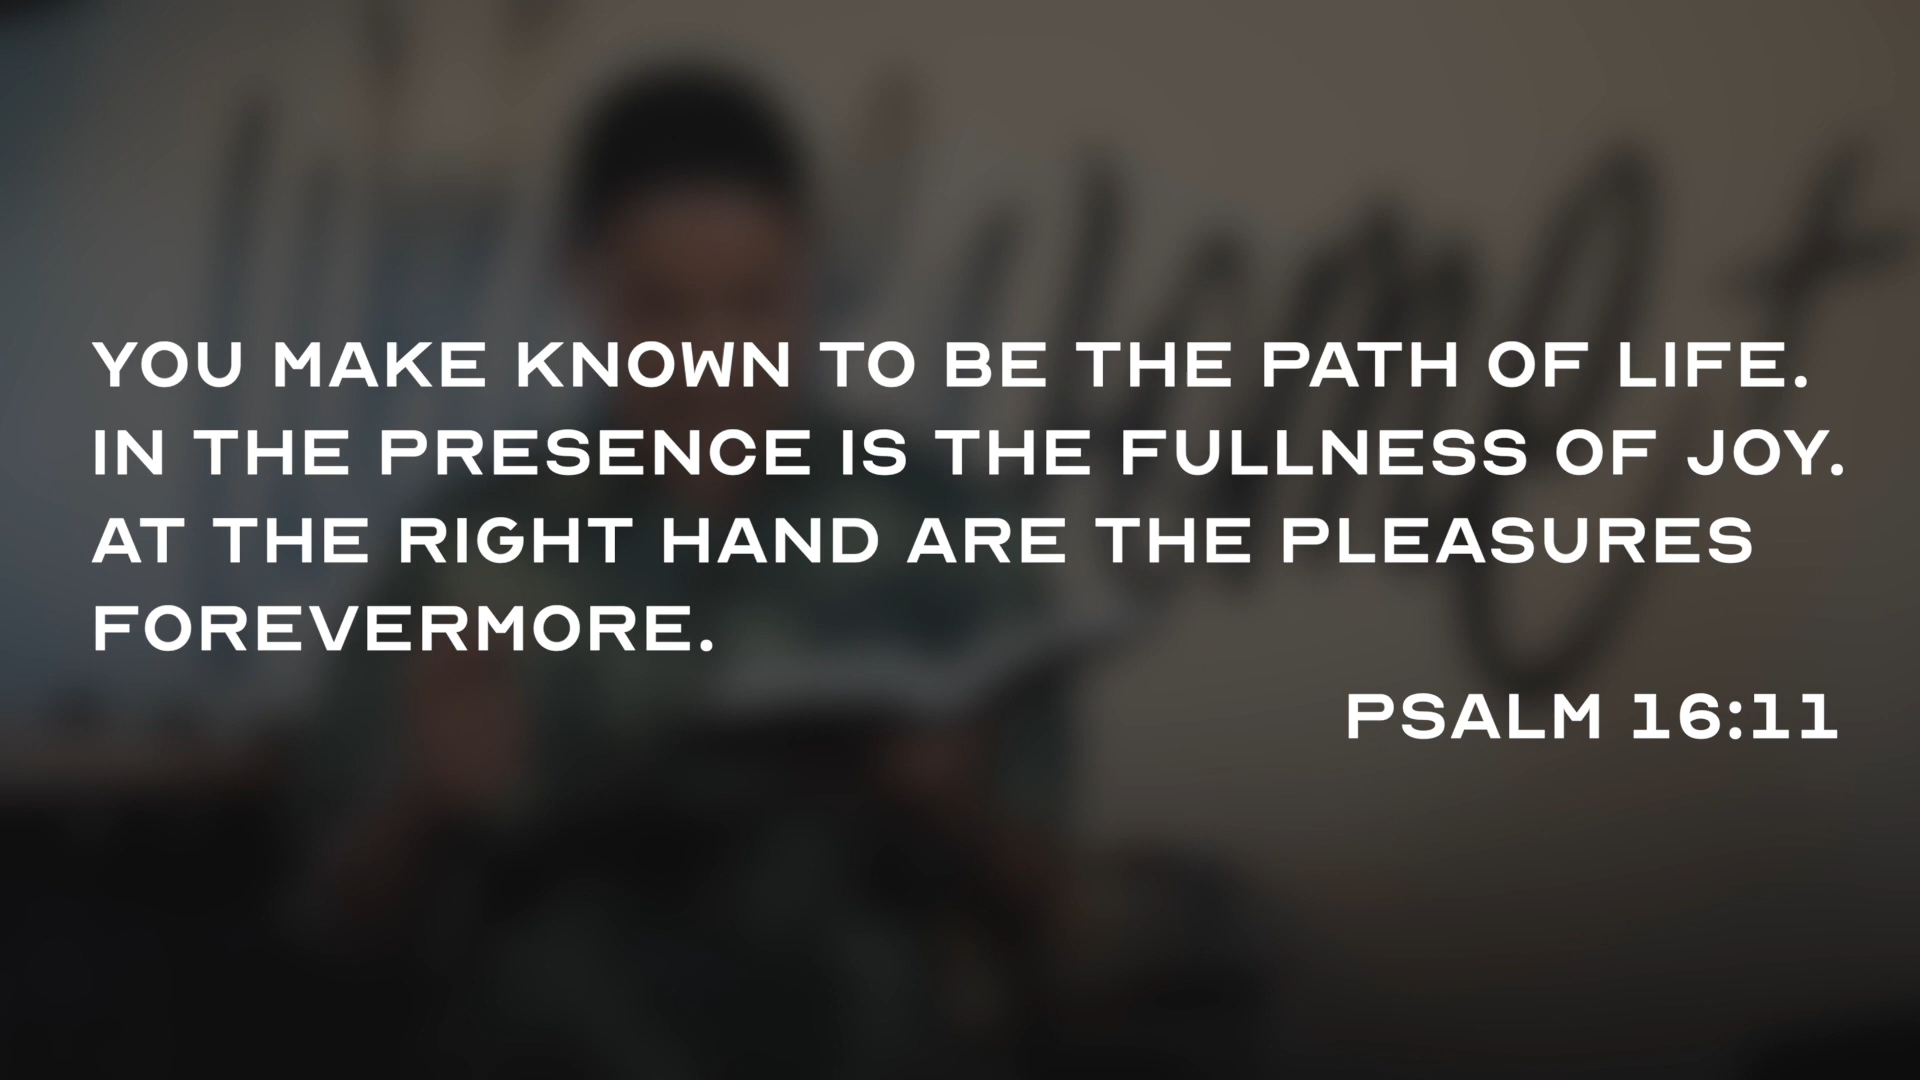 YOU MAKE KNOWN TO BE THE PATH OF LIFE.
IN THE PRESENCE IS THE FULLNESS OF JOY.
AT THE RIGHT HAND ARE THE PLEASURES
FOREVERMORE.
PSALM 16:11